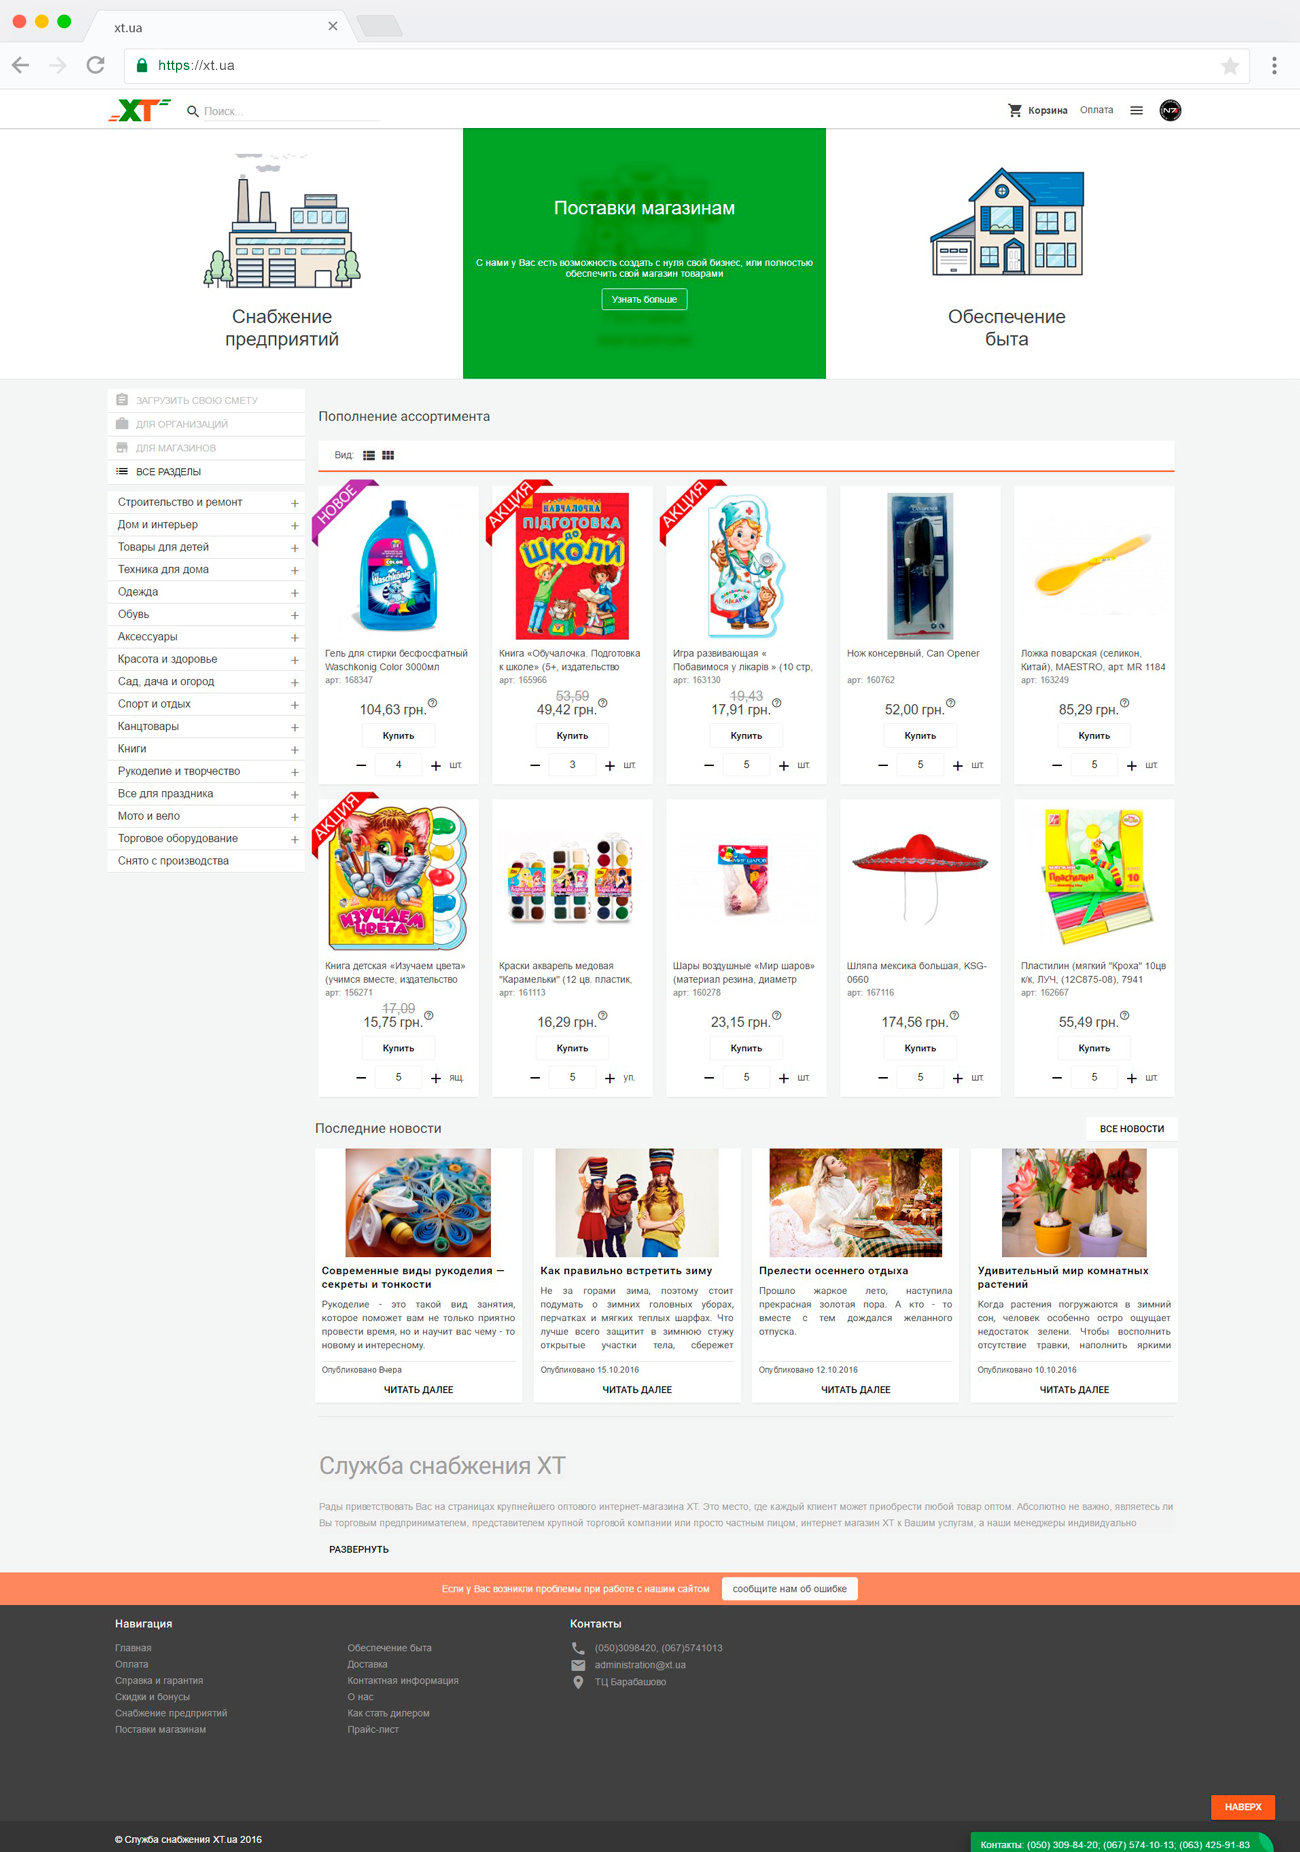 xt.ua
https://xt.ua
XT
Поиск...
Корзина
Оплата
N7
Снабжение
предприятий
Поставки магазинам
С нами у Вас есть возможность создать с нуля свой бизнес, или полностью
обеспечить свой магазин товарами
Узнать больше
Обеспечение
быта
ЗАГРУЗИТЬ СВОЮ СМЕТУ
ДЛЯ ОРГАНИЗАЦИЙ
ДЛЯ МАГАЗИНОВ
ВСЕ РАЗДЕЛЫ
Строительство и ремонт +
Дом и интерьер +
Товары для детей +
Техника для дома +
Одежда +
Обувь +
Аксессуары +
Красота и здоровье +
Сад, дача и огород +
Спорт и отдых +
Канцтовары +
Книги +
Рукоделие и творчество +
Все для праздника +
Мото и вело +
Торговое оборудование +
Снято с производства
Пополнение ассортимента
Вид:
НОВОЕ
COLOR
Waschkönig
Гель для стирки бесфосфатный
Waschkonig Color 3000мл
арт: 168347
104,63 грн.
Купить
− 4 + шт.
АКЦИЯ
НАВЧАЛОЧКА
ПІДГОТОВКА
ДО
ШКОЛИ
Книга «Обучалочка. Подготовка
к школе» (5+, издательство
арт: 165966
53,59
49,42 грн.
Купить
− 3 + шт.
АКЦИЯ
У ЛІКАРІВ
Игра развивающая «
Побавимося у лікарів » (10 стр,
арт: 163130
19,43
17,91 грн.
Купить
− 5 + шт.
Нож консервный, Can Opener
арт: 160762
52,00 грн.
Купить
− 5 + шт.
Ложка поварская (селикон,
Китай), MAESTRO, арт. MR 1184
арт: 163249
85,29 грн.
Купить
− 5 + шт.
АКЦИЯ
ИЗУЧАЕМ
ЦВЕТА
Книга детская «Изучаем цвета»
(учимся вместе, издательство
арт: 156271
17,09
15,75 грн.
Купить
− 5 + ящ.
Краски акварель медовая
"Карамельки" (12 цв. пластик,
арт: 161113
16,29 грн.
Купить
− 5 + уп.
МИР ШАРОВ
Шары воздушные «Мир шаров»
(материал резина, диаметр
арт: 160278
23,15 грн.
Купить
− 5 + шт.
Шляпа мексика большая, KSG-
0660
арт: 167116
174,56 грн.
Купить
− 5 + шт.
Пластилин
10
Пластилин (мягкий "Кроха" 10цв
к/к, ЛУЧ, (12С875-08), 7941
арт: 162667
55,49 грн.
Купить
− 5 + шт.
Последние новости
ВСЕ НОВОСТИ
Современные виды рукоделия –
секреты и тонкости
Рукоделие - это такой вид занятия,
которое поможет вам не только приятно
провести время, но и научит вас чему - то
новому и интересному.
Опубликовано Вчера
ЧИТАТЬ ДАЛЕЕ
Как правильно встретить зиму
Не за горами зима, поэтому стоит
подумать о зимних головных уборах,
перчатках и мягких теплых шарфах. Что
лучше всего защитит в зимнюю стужу
открытые участки тела, сбережет
Опубликовано 15.10.2016
ЧИТАТЬ ДАЛЕЕ
Прелести осеннего отдыха
Прошло жаркое лето, наступила
прекрасная золотая пора. А кто - то
вместе с тем дождался желанного
отпуска.
Опубликовано 12.10.2016
ЧИТАТЬ ДАЛЕЕ
Удивительный мир комнатных
растений
Когда растения погружаются в зимний
сон, человек особенно остро ощущает
недостаток зелени. Чтобы восполнить
отсутствие травки, наполнить яркими
Опубликовано 10.10.2016
ЧИТАТЬ ДАЛЕЕ
Служба снабжения XT
Рады приветствовать Вас на страницах крупнейшего оптового интернет-магазина XT. Это место, где каждый клиент может приобрести любой товар оптом. Абсолютно не важно, являетесь ли
Вы торговым предпринимателем, представителем крупной торговой компании или просто частным лицом, интернет магазин XT к Вашим услугам, а наши менеджеры индивидуально
РАЗВЕРНУТЬ
Если у Вас возникли проблемы при работе с нашим сайтом
сообщите нам об ошибке
Навигация
Главная
Оплата
Справка и гарантия
Скидки и бонусы
Снабжение предприятий
Поставки магазинам
Обеспечение быта
Доставка
Контактная информация
О нас
Как стать дилером
Прайс-лист
Контакты
(050)3098420, (067)5741013
administration@xt.ua
ТЦ Барабашово
НАВЕРХ
© Служба снабжения XT.ua 2016
Контакты: (050) 309-84-20; (067) 574-10-13; (063) 425-91-83